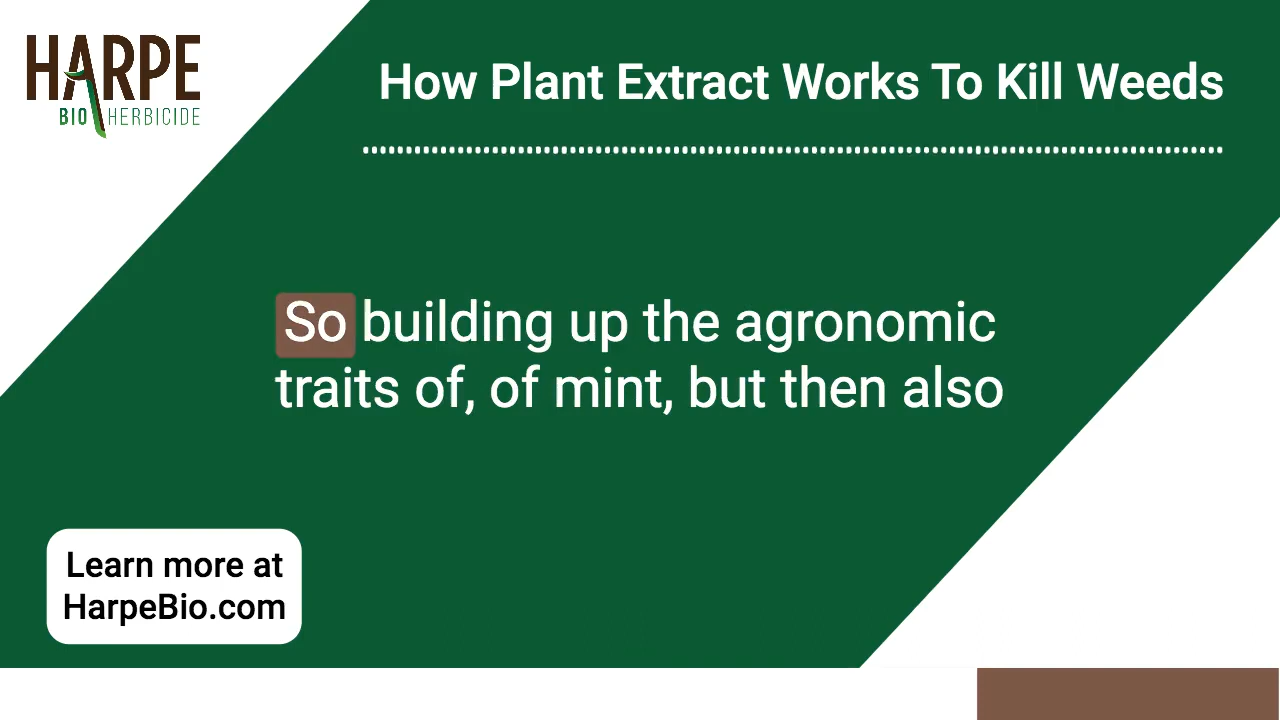 HARPE
BIO HERBICIDE
How Plant Extract Works To Kill Weeds
So building up the agronomic
traits of, of mint, but then also
Learn more at
HarpeBio.com